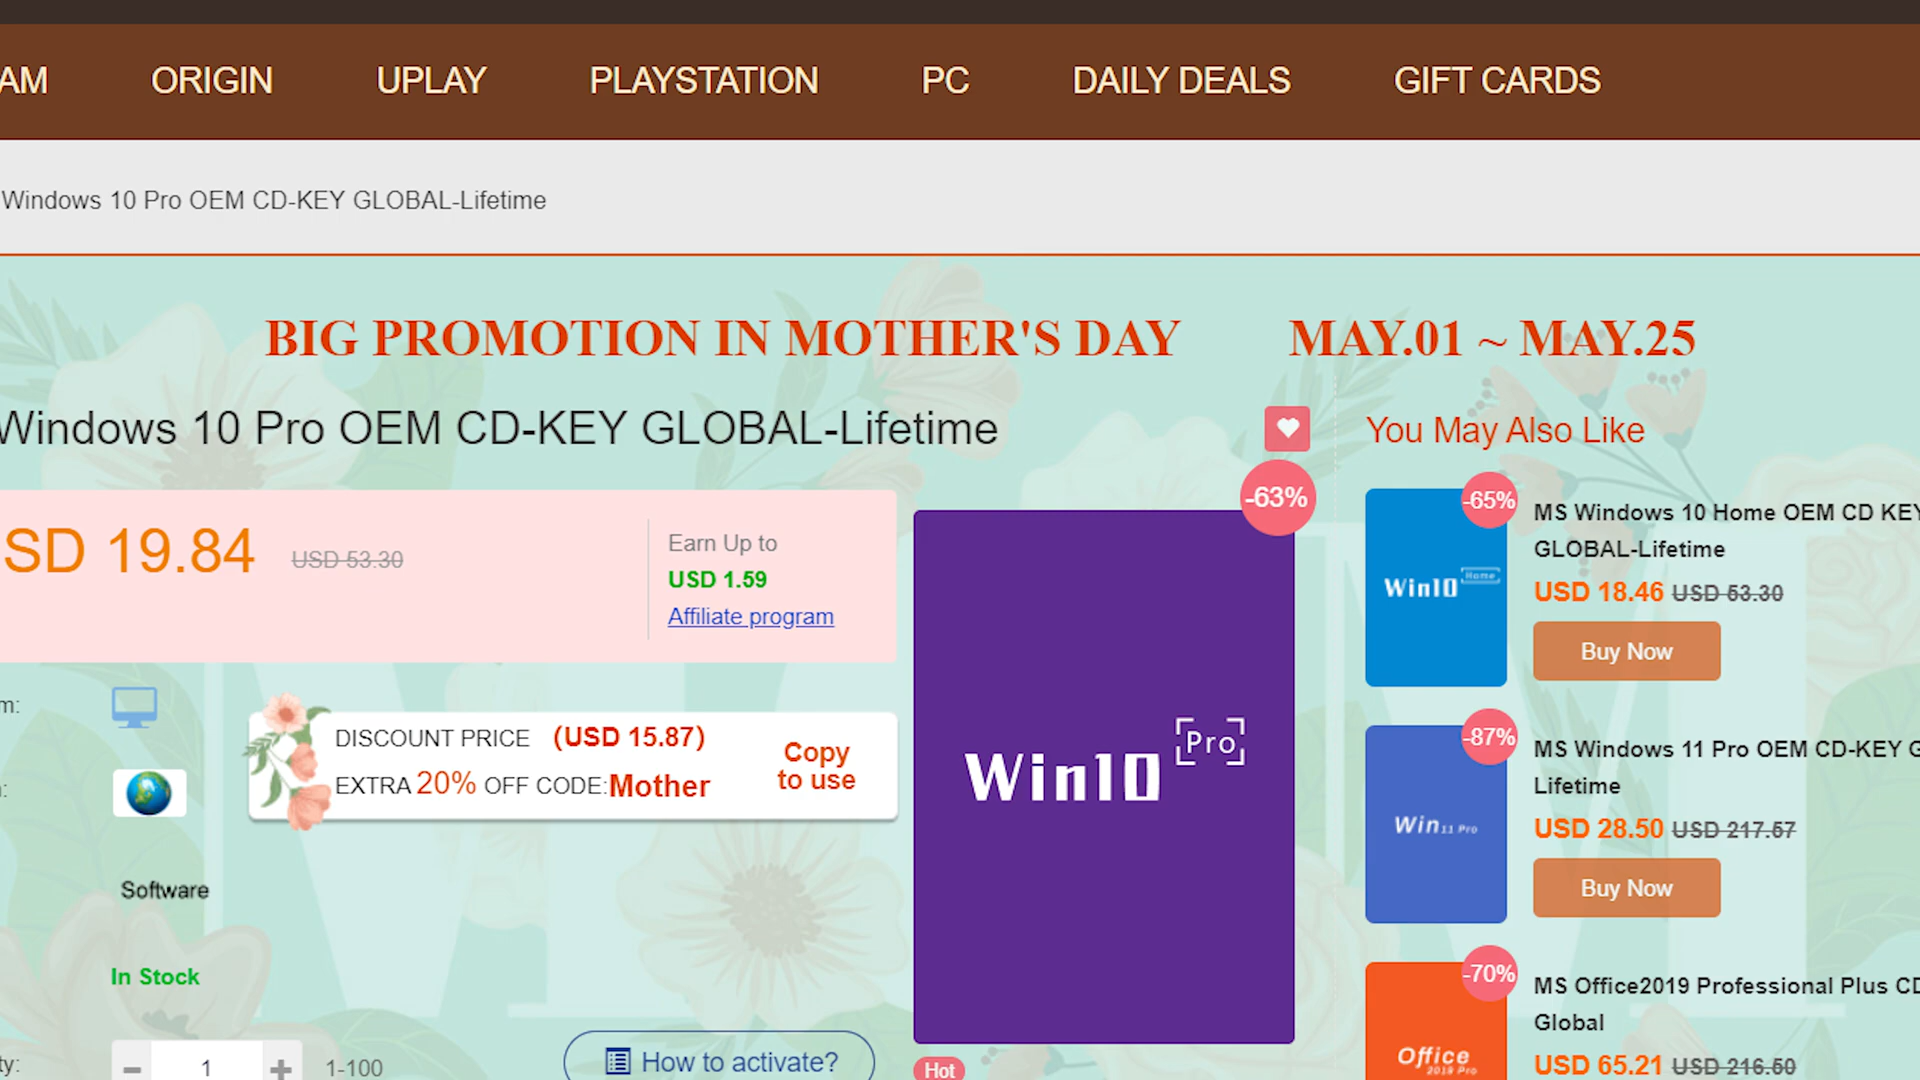 AM ORIGIN UPLAY PLAYSTATION PC DAILY DEALS GIFT CARDS
Windows 10 Pro OEM CD-KEY GLOBAL-Lifetime
BIG PROMOTION IN MOTHER'S DAY MAY.01 ~ MAY.25
Windows 10 Pro OEM CD-KEY GLOBAL-Lifetime
SD 19.84 USD 53.30
Earn Up to
USD 1.59
Affiliate program
m:
DISCOUNT PRICE (USD 15.87)
EXTRA 20% OFF CODE:Mother
Copy
to use
Software
In Stock
ty:
1
1-100
How to activate?
-63%
Win10 Pro
Hot
You May Also Like
-65%
Win10 Home
MS Windows 10 Home OEM CD KEY
GLOBAL-Lifetime
USD 18.46 USD 53.30
Buy Now
-87%
Win 11 Pro
MS Windows 11 Pro OEM CD-KEY G
Lifetime
USD 28.50 USD 217.57
Buy Now
-70%
Office
2019 Pro
MS Office2019 Professional Plus CD
Global
USD 65.21 USD 216.50